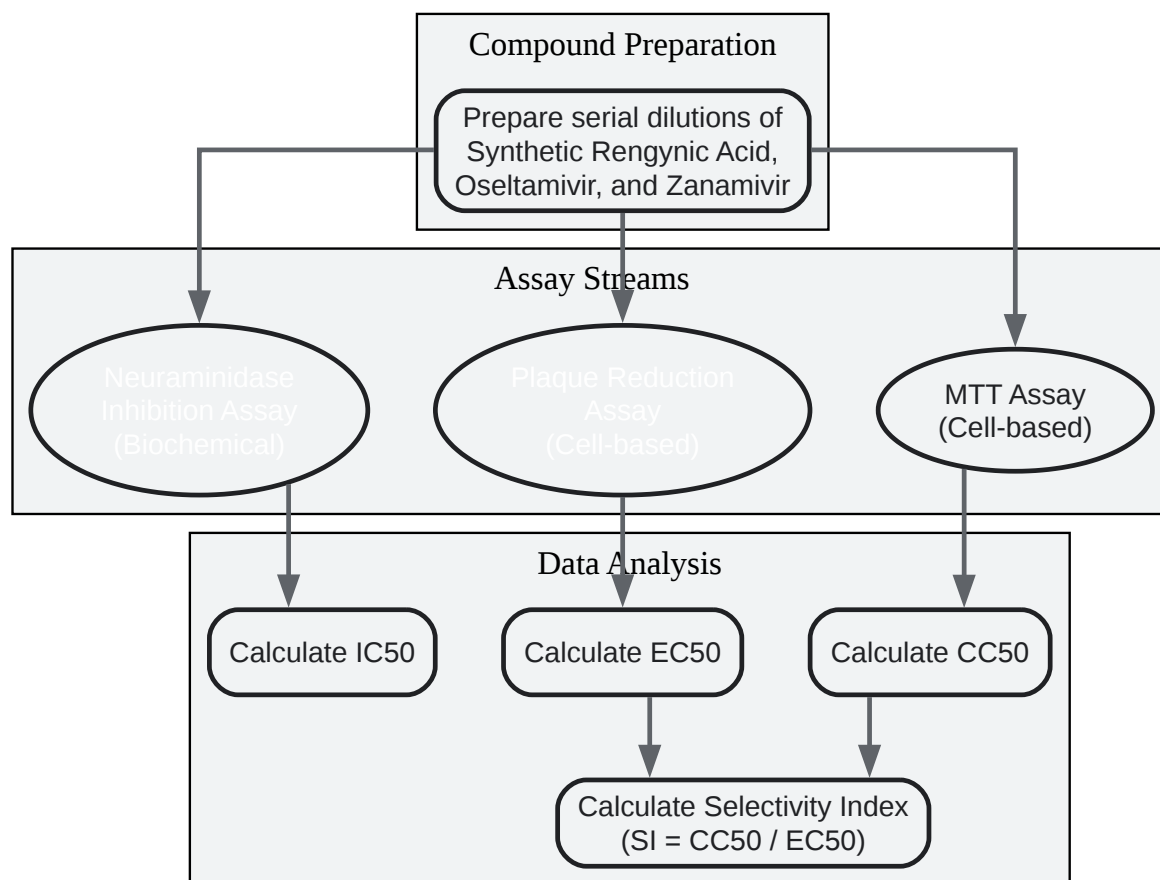 Compound Preparation
Prepare serial dilutions of
Synthetic Rengynic Acid,
Oseltamivir, and Zanamivir
Assay Streams
Neuraminidase
Inhibition Assay
(Biochemical)
Plaque Reduction
Assay
(Cell-based)
MTT Assay
(Cell-based)
Data Analysis
Calculate IC50
Calculate EC50
Calculate CC50
Calculate Selectivity Index
(SI = CC50 / EC50)